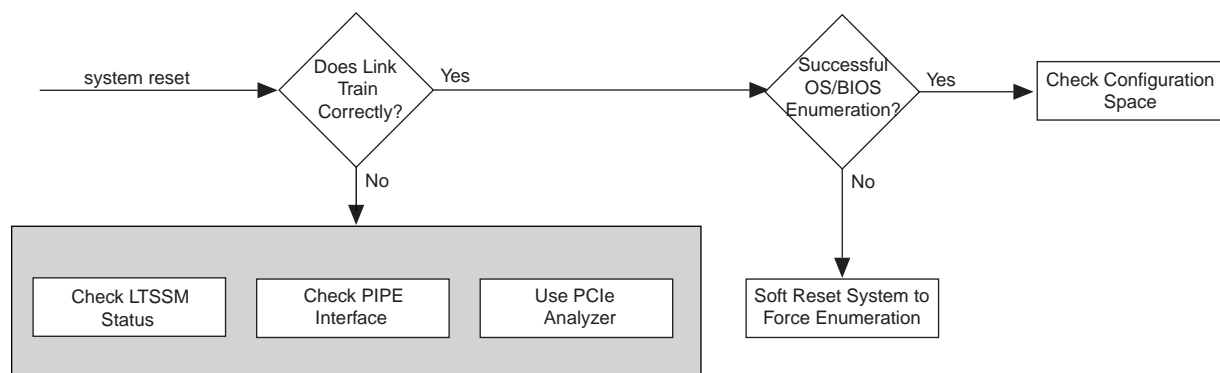 system reset
Does Link
Train
Correctly?
Yes
Successful
OS/BIOS
Enumeration?
Yes
Check Configuration
Space
No
No
Check LTSSM
Status
Check PIPE
Interface
Use PCIe
Analyzer
Soft Reset System to
Force Enumeration